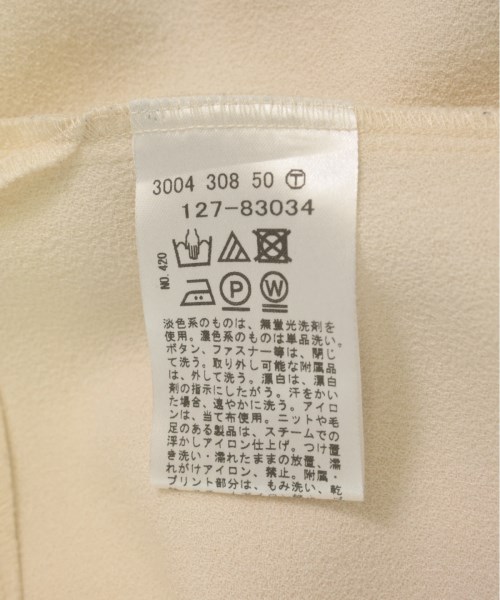 3004 308 50 Ⓣ
127-83034
NO.420
P W
淡色系のものは、無蛍光洗剤を
使用。濃色系のものは単品洗い。
ボタン、ファスナー等は、閉じ
て洗う。取り外し可能な附属品
は、外して洗う。漂白は、漂白
剤の指示にしたがう。汗をかい
た場合、速やかに洗う。アイロ
ンは、当て布使用。ニットや毛
足のある製品は、スチームでの
浮かしアイロン仕上げ。つけ置
き洗い・濡れたままの放置、濡
れがけアイロン、禁止。附属・
プリント部分は、もみ洗い、乾